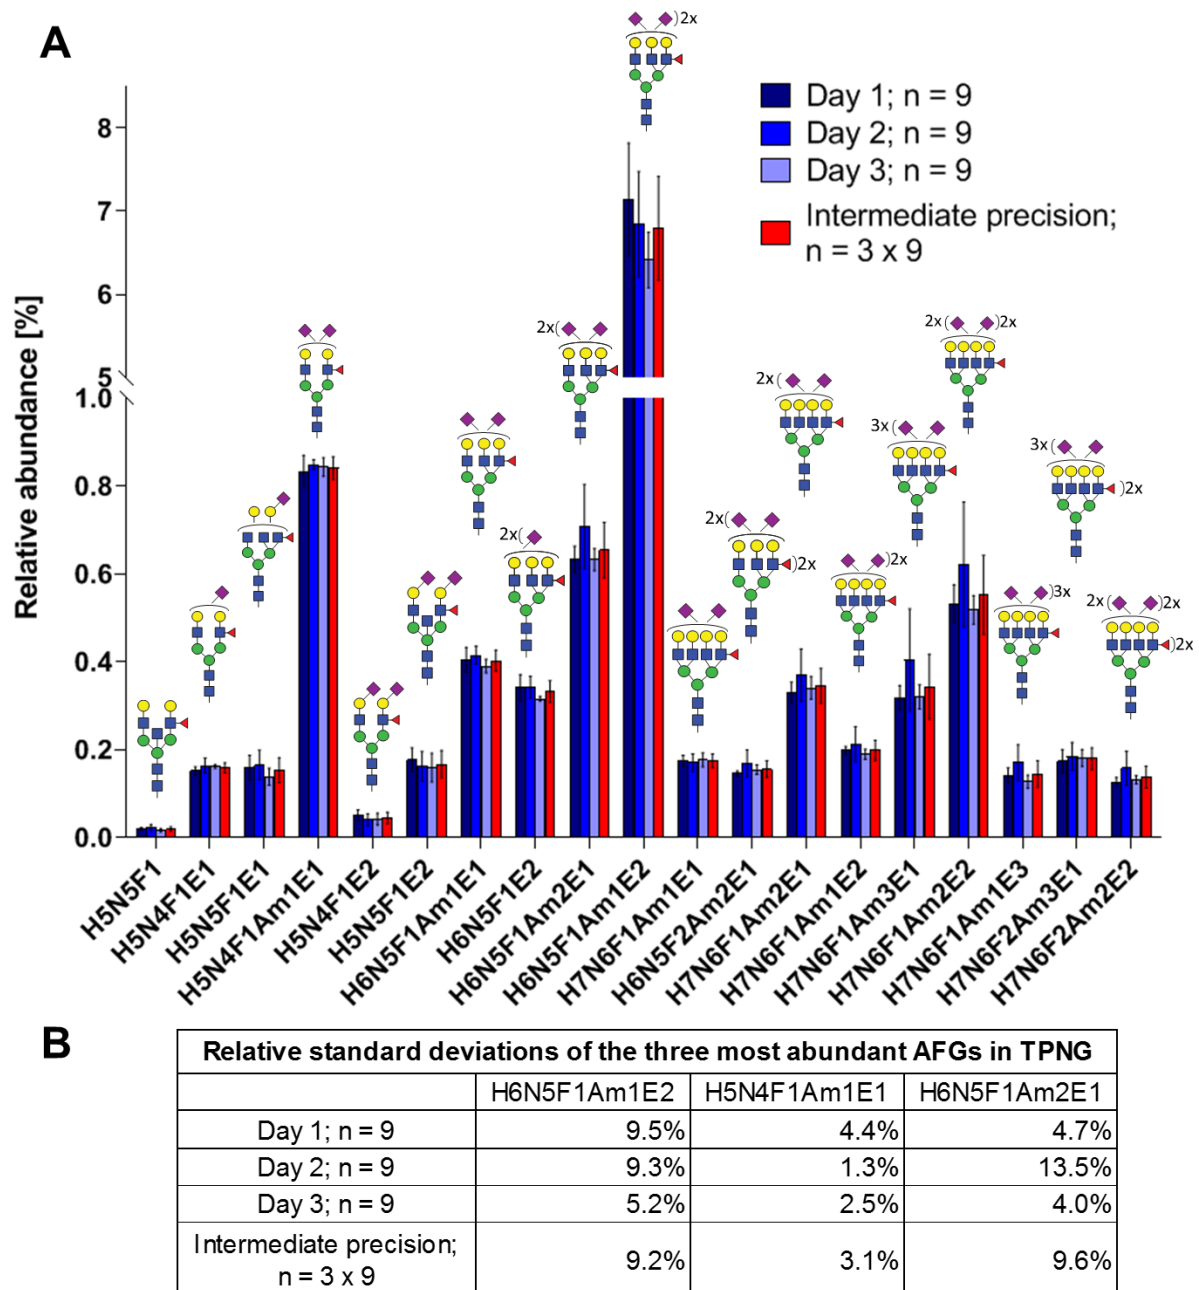 A
)2x
Day 1; n = 9
Day 2; n = 9
Day 3; n = 9
Intermediate precision;
n = 3 x 9
Relative abundance [%]
8
7
6
5
1.0
0.8
0.6
0.4
0.2
0.0
2x(
2x( )2x
2x(
3x(
3x(
)2x
2x(
2x(
)2x
)2x
)3x
2x( )2x
)2x
H5N5F1
H5N4F1E1
H5N5F1E1
H5N4F1Am1E1
H5N4F1E2
H5N5F1E2
H6N5F1Am1E1
H6N5F1E2
H6N5F1Am2E1
H6N5F1Am1E2
H7N6F1Am1E1
H6N5F2Am2E1
H7N6F1Am2E1
H7N6F1Am1E2
H7N6F1Am3E1
H7N6F1Am2E2
H7N6F1Am1E3
H7N6F2Am3E1
H7N6F2Am2E2
B
Relative standard deviations of the three most abundant AFGs in TPNG
H6N5F1Am1E2 H5N4F1Am1E1 H6N5F1Am2E1
Day 1; n = 9 9.5% 4.4% 4.7%
Day 2; n = 9 9.3% 1.3% 13.5%
Day 3; n = 9 5.2% 2.5% 4.0%
Intermediate precision;
n = 3 x 9 9.2% 3.1% 9.6%